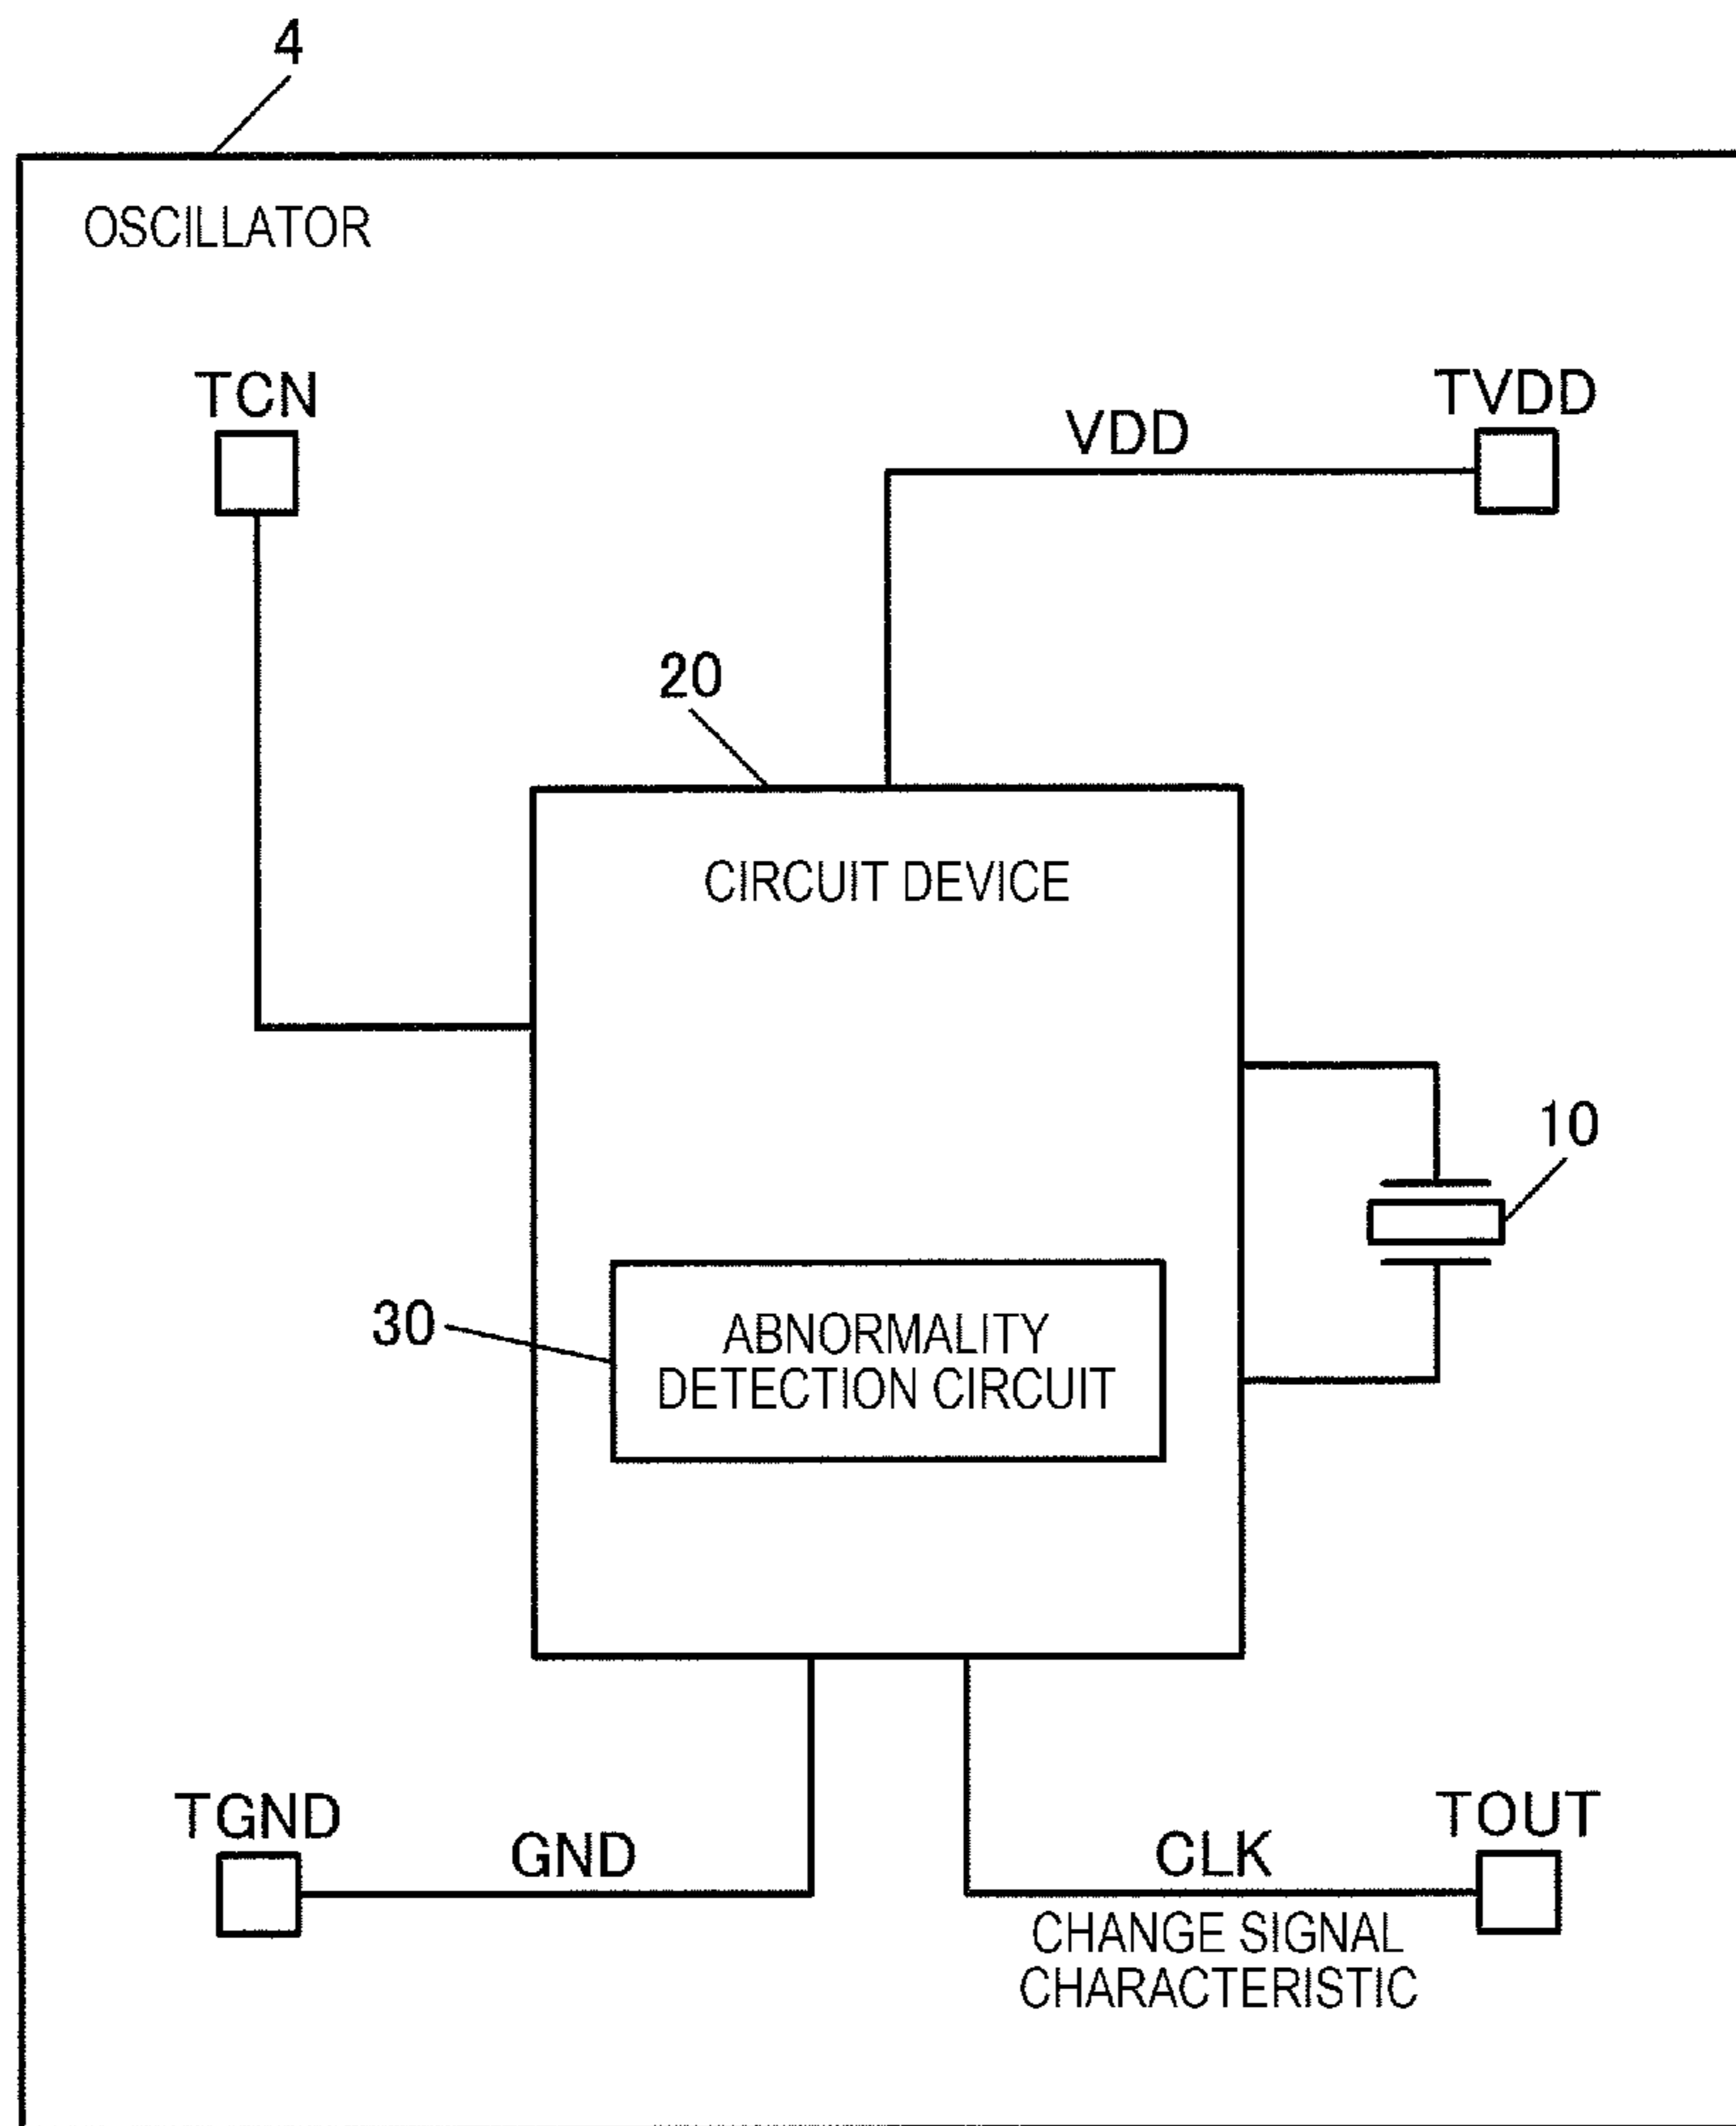 4
OSCILLATOR
TCN
TVDD
VDD
20
CIRCUIT DEVICE
10
30
ABNORMALITY
DETECTION CIRCUIT
TGND
GND
CLK
TOUT
CHANGE SIGNAL
CHARACTERISTIC